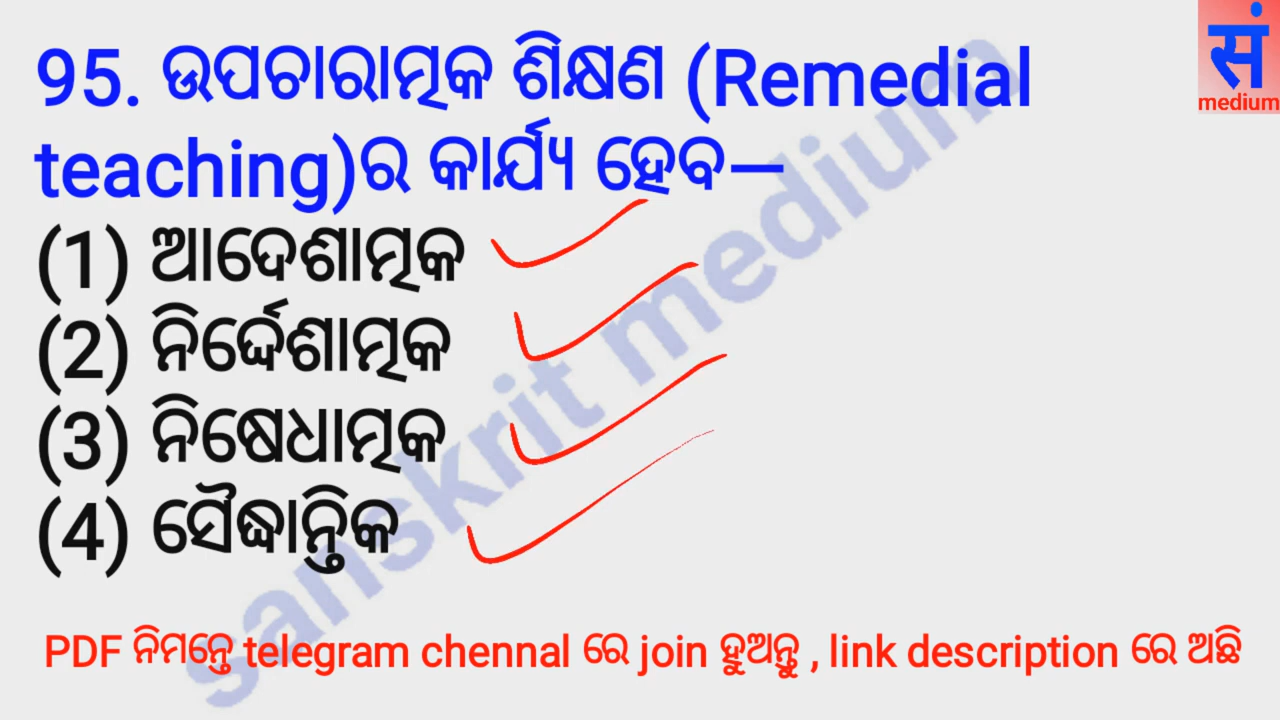 सं
medium
95. ଉପଚାରାତ୍ମକ ଶିକ୍ଷଣ (Remedial
teaching)ର କାର୍ଯ୍ୟ ହେବ—
(1) ଆଦେଶାତ୍ମକ
(2) ନିର୍ଦ୍ଦେଶାତ୍ମକ
(3) ନିଷେଧାତ୍ମକ
(4) ସୈଦ୍ଧାନ୍ତିକ
sanskrit medium
PDF ନିମନ୍ତେ telegram chennal ରେ join ହୁଅନ୍ତୁ , link description ରେ ଅଛି